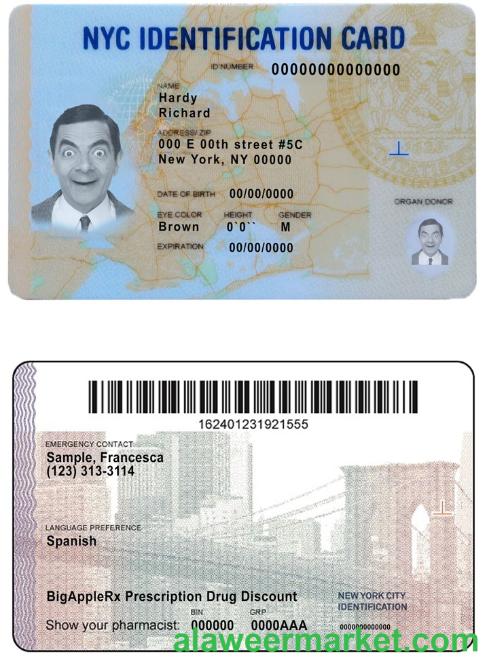 NYC IDENTIFICATION CARD
ID NUMBER 00000000000000
NAME
Hardy
Richard
ADDRESS/ ZIP
000 E 00th street #5C
New York, NY 00000
DATE OF BIRTH 00/00/0000
ORGAN DONOR
EYE COLOR HEIGHT GENDER
Brown 0`0`` M
EXPIRATION 00/00/0000
162401231921555
EMERGENCY CONTACT
Sample, Francesca
(123) 313-3114
LANGUAGE PREFERENCE
Spanish
BigAppleRx Prescription Drug Discount
NEW YORK CITY
IDENTIFICATION
BIN GRP
Show your pharmacist: 000000 0000AAA
00000000000000
alaweermarket.com